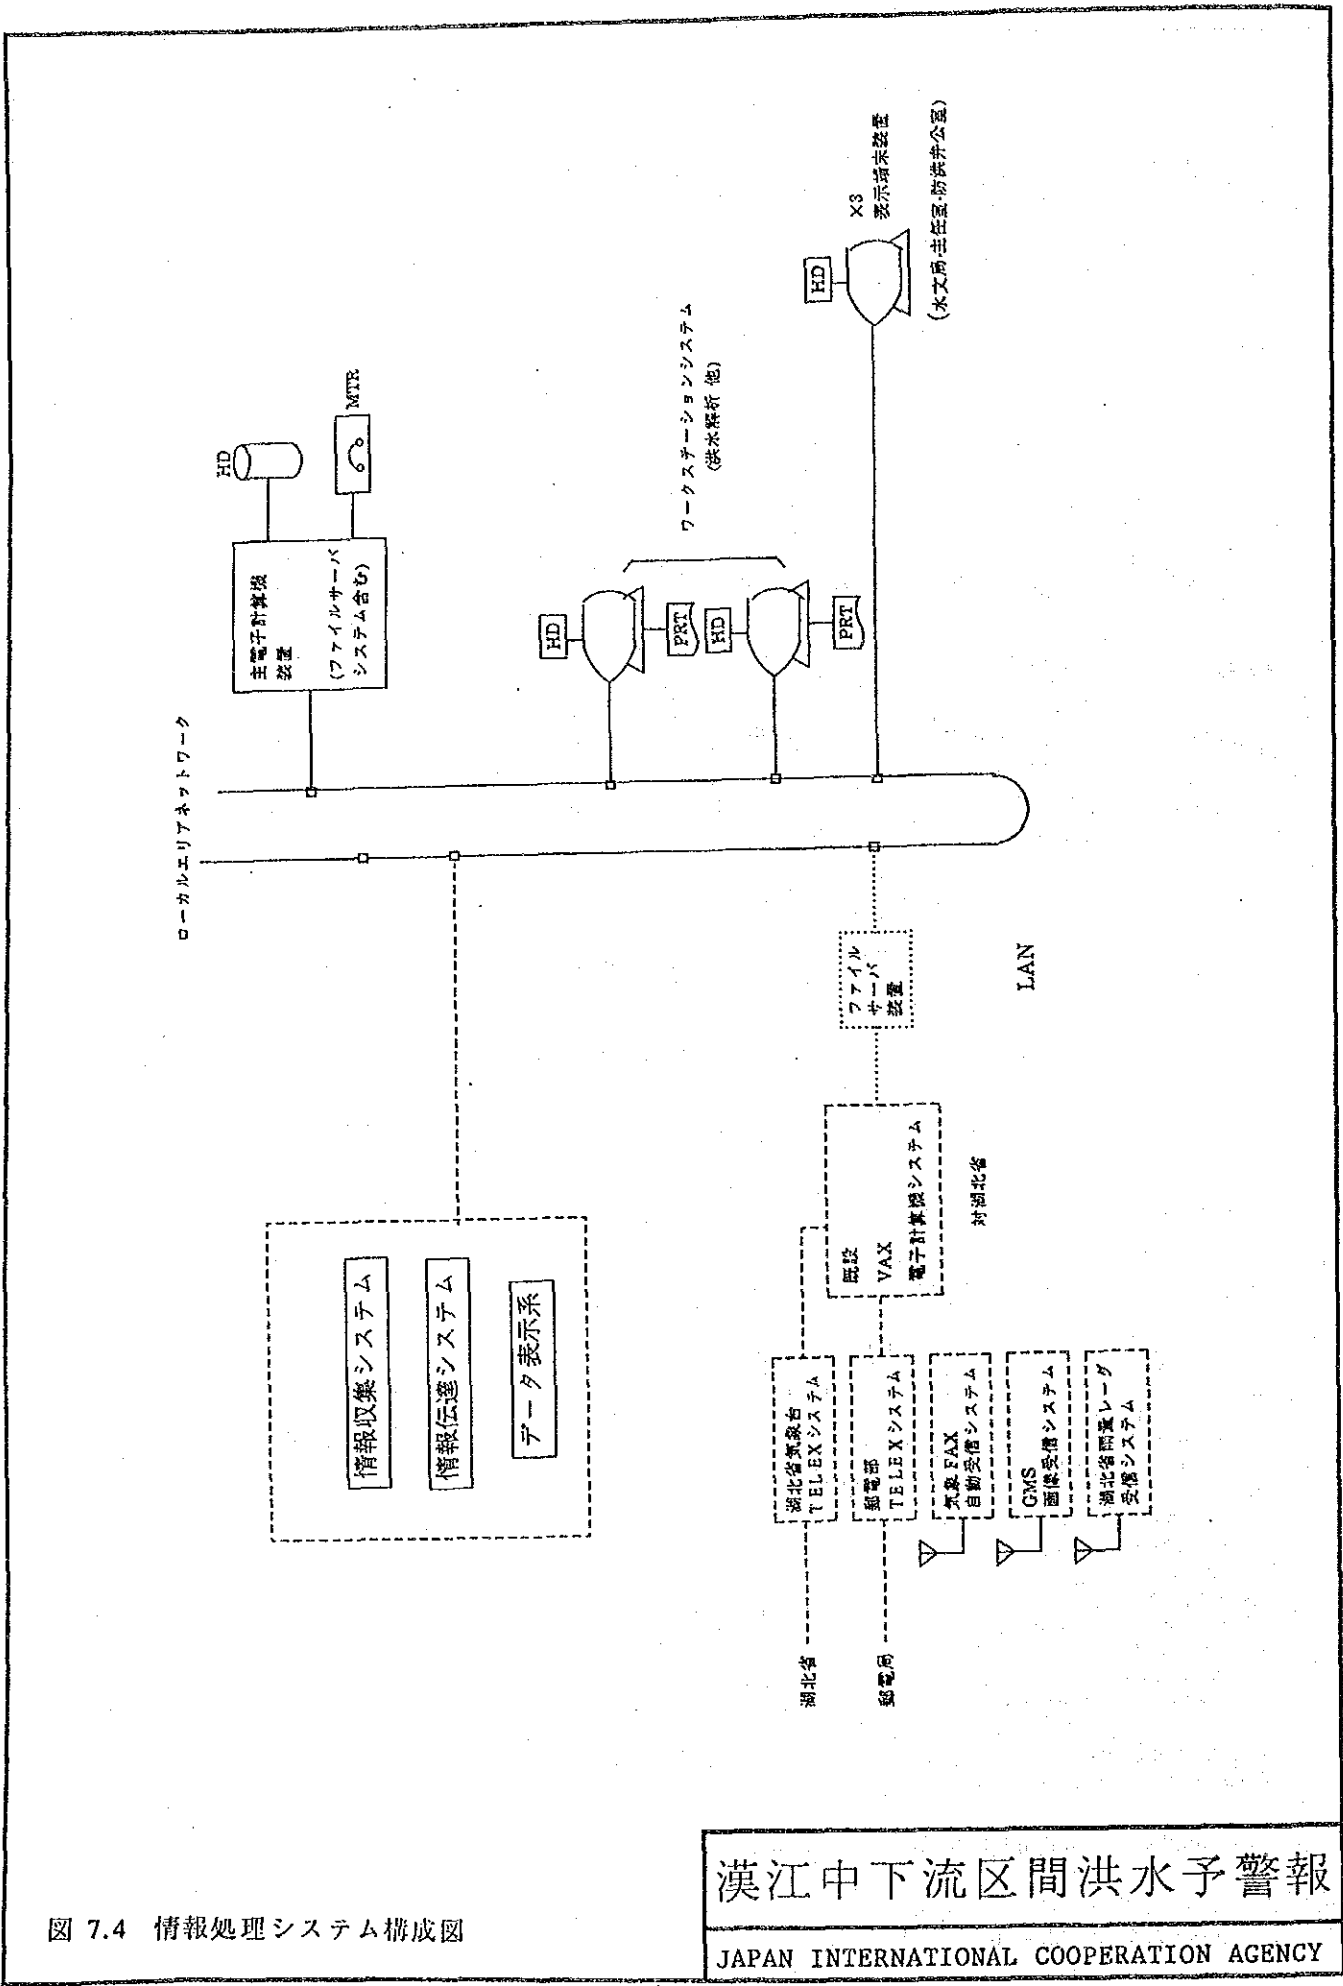 ローカルエリアネットワーク
主電子計算機
装置
(ファイルサーバ
システム含む)
HD
MTR
HD
PRT
HD
PRT
ワークステーションシステム
(洪水解析 他)
HD
×3
表示端末装置
(水文局・主任室・防洪弁公室)
情報収集システム
情報伝達システム
データ表示系
ファイル
サーバ
装置
LAN
既設
VAX
電子計算機システム
対湖北省
湖北省気象台
TELEXシステム
郵電部
TELEXシステム
気象FAX
自動受信システム
GMS
画像受信システム
湖北省雨量レーダ
受信システム
湖北省
郵電局
図 7.4 情報処理システム構成図
漢江中下流区間洪水予警報
JAPAN INTERNATIONAL COOPERATION AGENCY